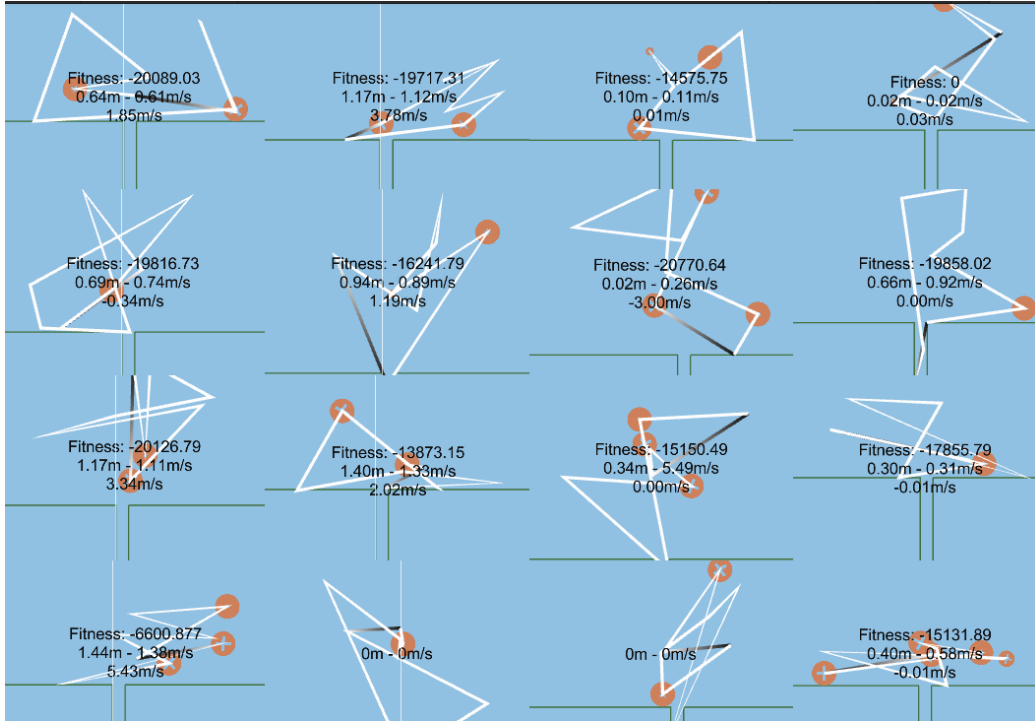 Fitness: -20089.03
0.64m - 0.61m/s
1.85m/s
Fitness: -19717.31
1.17m - 1.12m/s
3.78m/s
Fitness: -14575.75
0.10m - 0.11m/s
0.01m/s
Fitness: 0
0.02m - 0.02m/s
0.03m/s
Fitness: -19816.73
0.69m - 0.74m/s
-0.34m/s
Fitness: -16241.79
0.94m - 0.89m/s
1.19m/s
Fitness: -20770.64
0.02m - 0.26m/s
-3.00m/s
Fitness: -19858.02
0.66m - 0.92m/s
0.00m/s
Fitness: -20126.79
1.17m - 1.11m/s
3.34m/s
Fitness: -13873.15
1.40m - 1.33m/s
2.02m/s
Fitness: -15150.49
0.34m - 5.49m/s
0.00m/s
Fitness: -17855.79
0.30m - 0.31m/s
-0.01m/s
Fitness: -6600.877
1.44m - 1.38m/s
5.43m/s
0m - 0m/s
0m - 0m/s
Fitness: -15131.89
0.40m - 0.58m/s
-0.01m/s